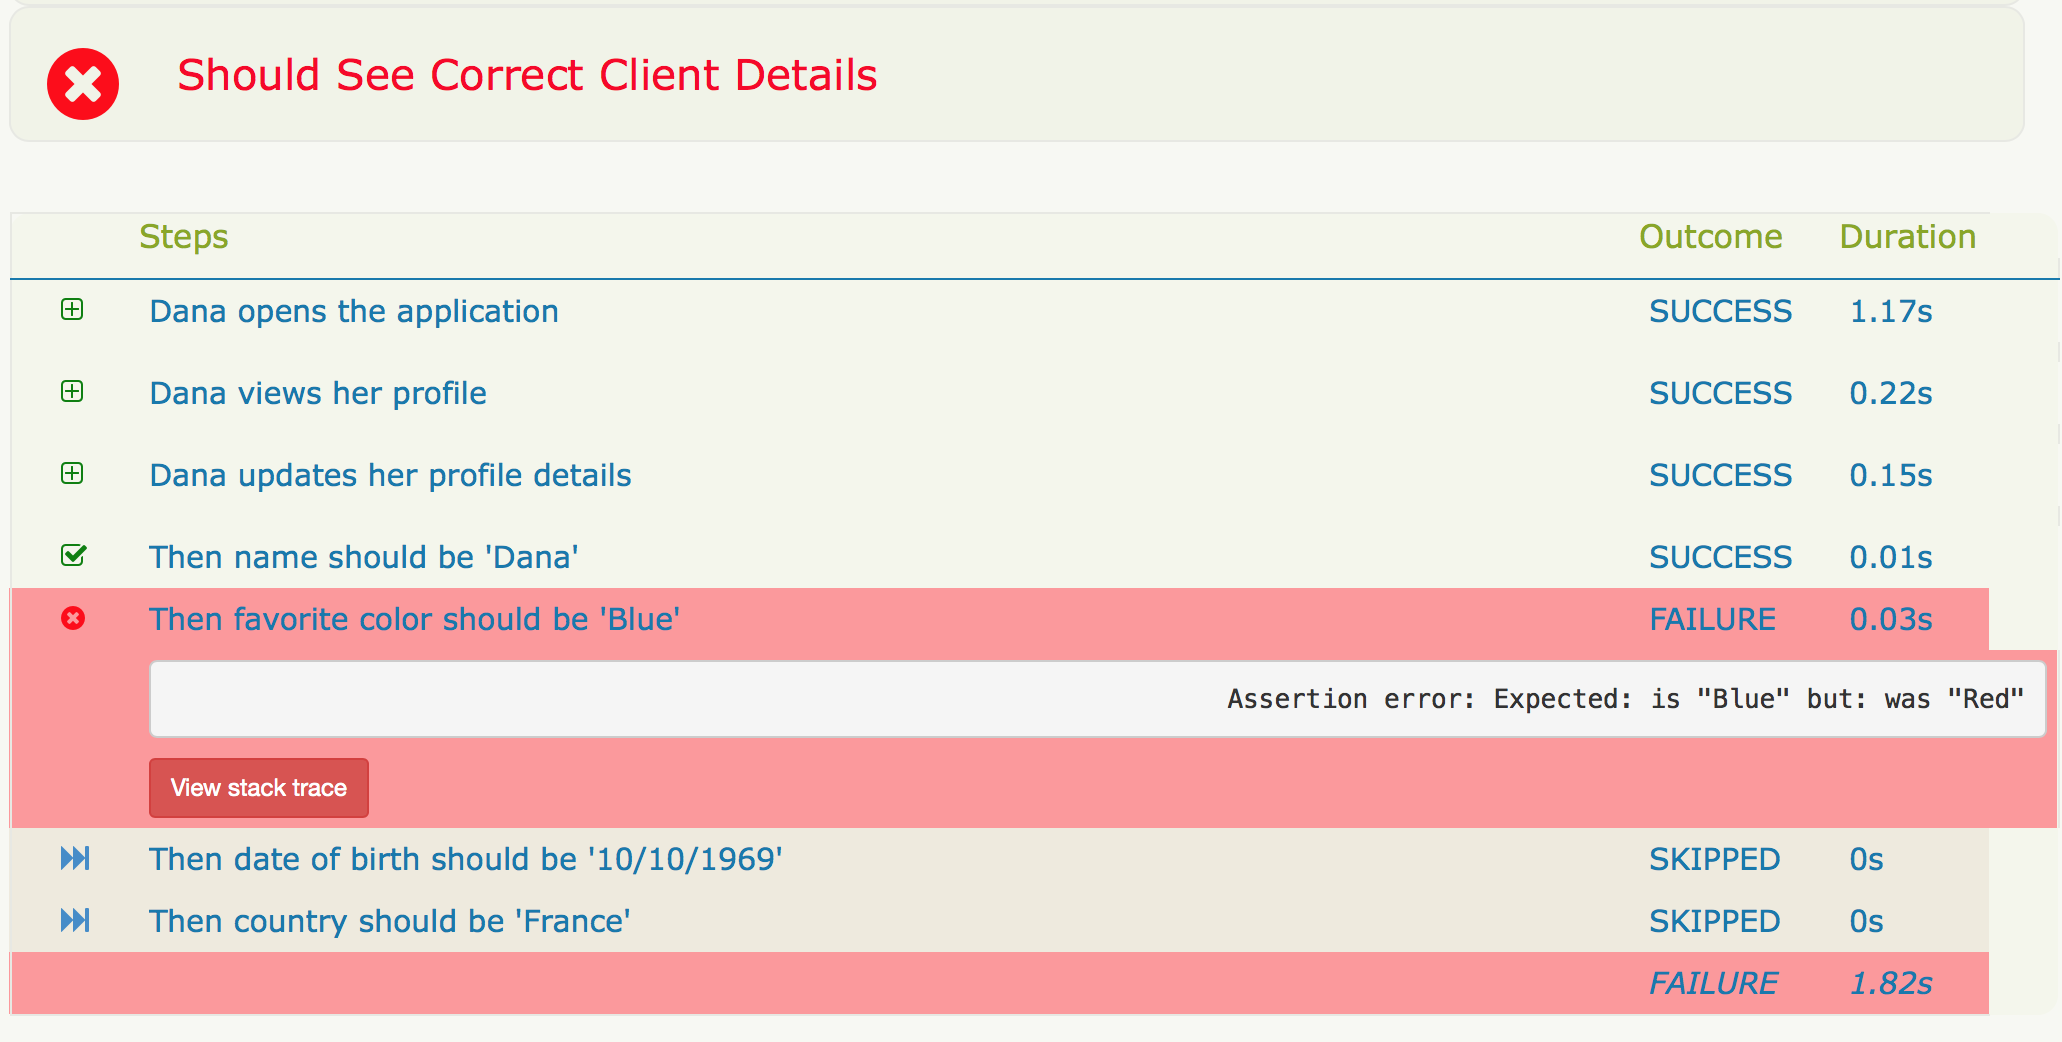 Should See Correct Client Details
Steps Outcome Duration
Dana opens the application SUCCESS 1.17s
Dana views her profile SUCCESS 0.22s
Dana updates her profile details SUCCESS 0.15s
Then name should be 'Dana' SUCCESS 0.01s
Then favorite color should be 'Blue' FAILURE 0.03s
Assertion error: Expected: is "Blue" but: was "Red"
View stack trace
Then date of birth should be '10/10/1969' SKIPPED 0s
Then country should be 'France' SKIPPED 0s
FAILURE 1.82s